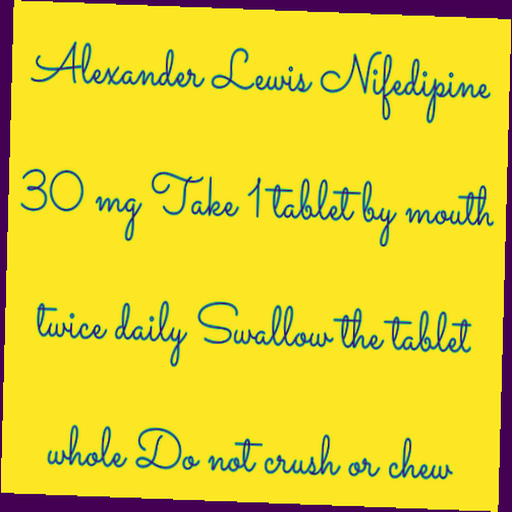 Alexander Lewis Nifedipine
30 mg Take 1 tablet by mouth
twice daily Swallow the tablet
whole Do not crush or chew